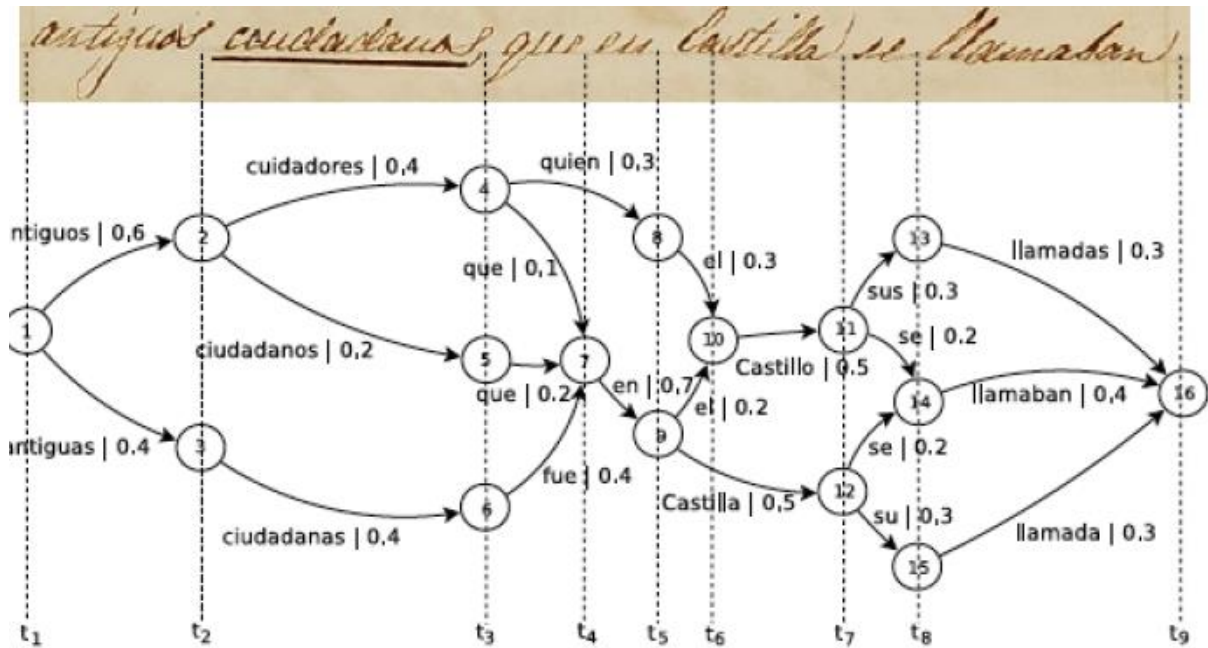 antiguos conciadanas que en Castilla se llamaban
cuidadores | 0,4
quien | 0,3
ntiguos | 0,6
2
4
8
13
el | 0.3
llamadas | 0.3
que | 0,1
sus | 0.3
1
10
11
se | 0.2
ciudadanos | 0,2
5
7
Castillo | 0.5
que | 0.2
en | 0,7
el | 0.2
14
llamaban | 0,4
16
antiguas | 0.4
3
9
se | 0.2
fue | 0.4
12
Castilla | 0,5
6
su | 0,3
ciudadanas | 0,4
15
llamada | 0.3
t1 t2 t3 t4 t5 t6 t7 t8 t9